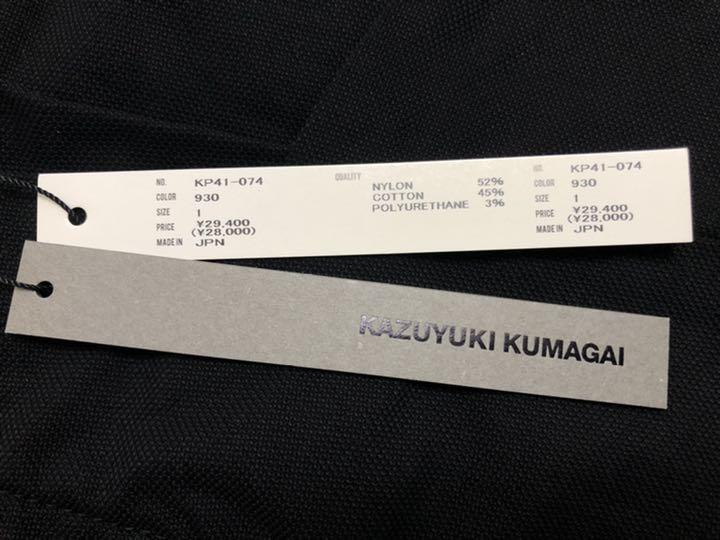 NO. KP41-074
COLOR 930
SIZE 1
PRICE ¥29,400
(¥28,000)
MADE IN JPN
QUALITY
NYLON 52%
COTTON 45%
POLYURETHANE 3%
NO. KP41-074
COLOR 930
SIZE 1
PRICE ¥29,400
(¥28,000)
MADE IN JPN
KAZUYUKI KUMAGAI